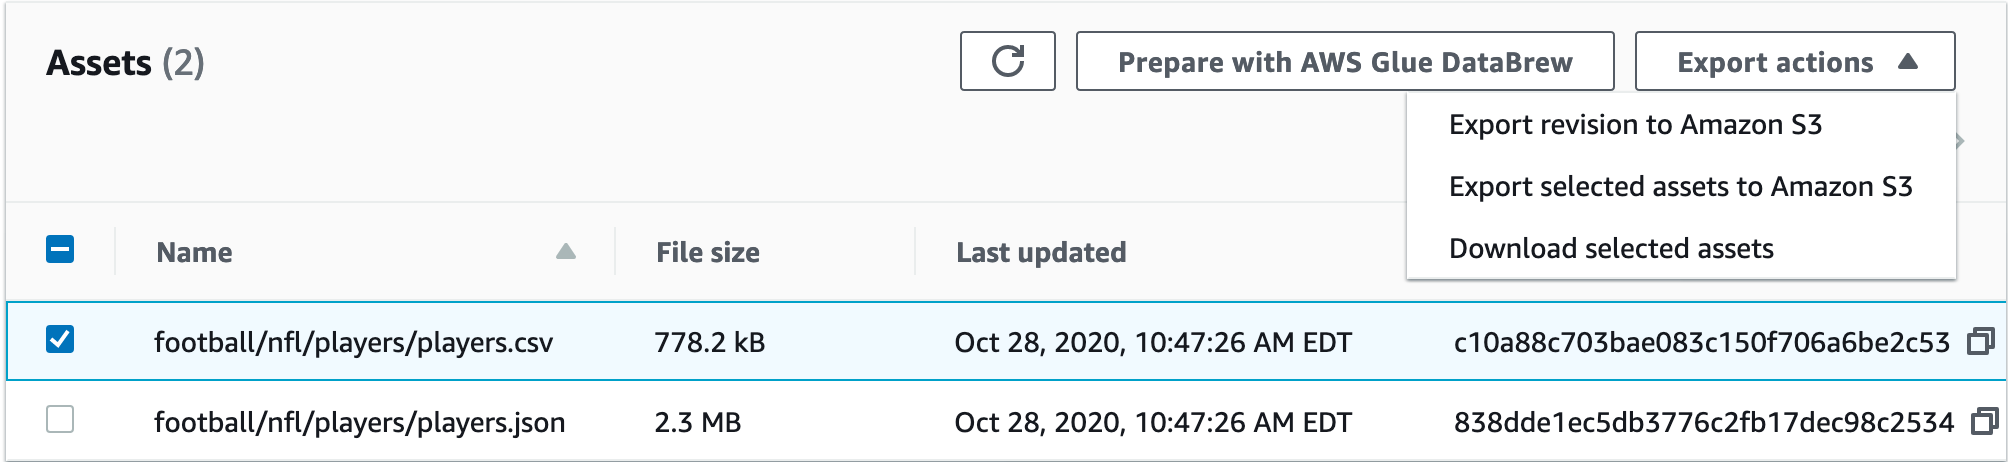 Assets (2)
Prepare with AWS Glue DataBrew
Export actions
Export revision to Amazon S3
Export selected assets to Amazon S3
Download selected assets
Name
File size
Last updated
football/nfl/players/players.csv
778.2 kB
Oct 28, 2020, 10:47:26 AM EDT
c10a88c703bae083c150f706a6be2c53
football/nfl/players/players.json
2.3 MB
Oct 28, 2020, 10:47:26 AM EDT
838dde1ec5db3776c2fb17dec98c2534